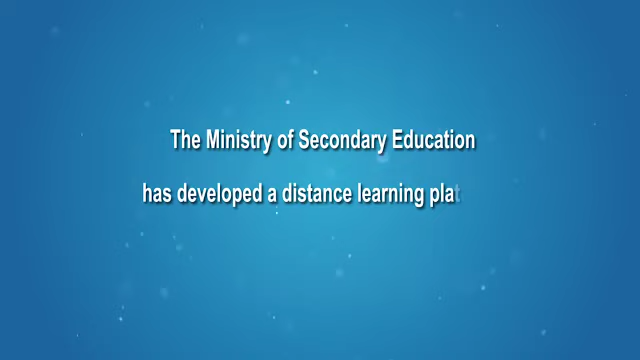 The Ministry of Secondary Education
has developed a distance learning plat